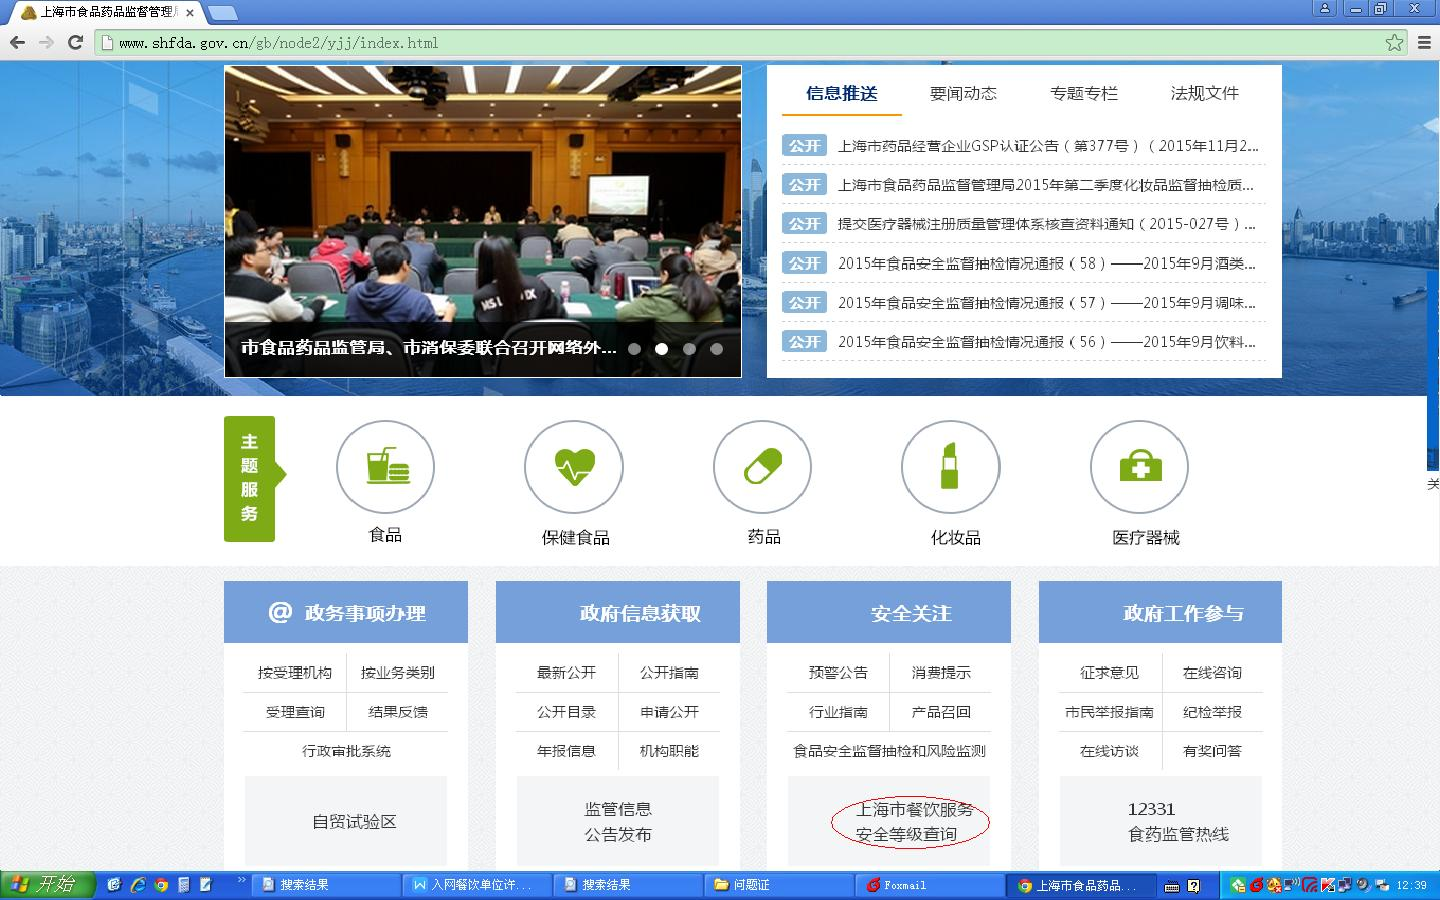 上海市食品药品监督管理局
www.shfda.gov.cn/gb/node2/yjj/index.html
信息推送 要闻动态 专题专栏 法规文件
公开 上海市药品经营企业GSP认证公告（第377号）（2015年11月2...
公开 上海市食品药品监督管理局2015年第二季度化妆品监督抽检质...
公开 提交医疗器械注册质量管理体系核查资料通知（2015-027号）...
公开 2015年食品安全监督抽检情况通报（58）——2015年9月酒类...
公开 2015年食品安全监督抽检情况通报（57）——2015年9月调味...
公开 2015年食品安全监督抽检情况通报（56）——2015年9月饮料...
市食品药品监管局、市消保委联合召开网络外...
关
主题服务
食品 保健食品 药品 化妆品 医疗器械
@ 政务事项办理
按受理机构 按业务类别
受理查询 结果反馈
行政审批系统
自贸试验区
政府信息获取
最新公开 公开指南
公开目录 申请公开
年报信息 机构职能
监管信息
公告发布
安全关注
预警公告 消费提示
行业指南 产品召回
食品安全监督抽检和风险监测
上海市餐饮服务
安全等级查询
政府工作参与
征求意见 在线咨询
市民举报指南 纪检举报
在线访谈 有奖问答
12331
食药监管热线
开始 搜索结果 入网餐饮单位许... 搜索结果 问题证 Foxmail 上海市食品药品... 12:39